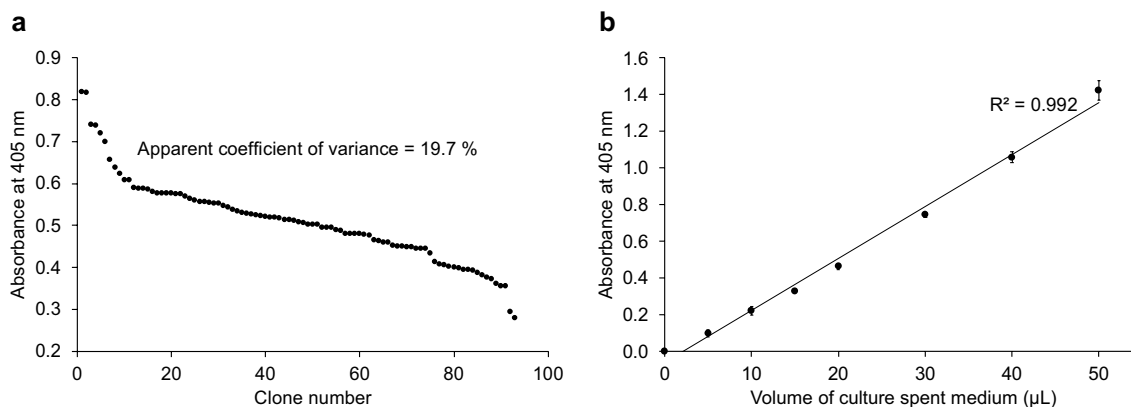 a
0.9
0.8
0.7
0.6
0.5
0.4
0.3
0.2
Absorbance at 405 nm
Apparent coefficient of variance = 19.7 %
0 20 40 60 80 100
Clone number
b
1.6
1.4
1.2
1.0
0.8
0.6
0.4
0.2
0.0
Absorbance at 405 nm
R² = 0.992
0 10 20 30 40 50
Volume of culture spent medium (µL)